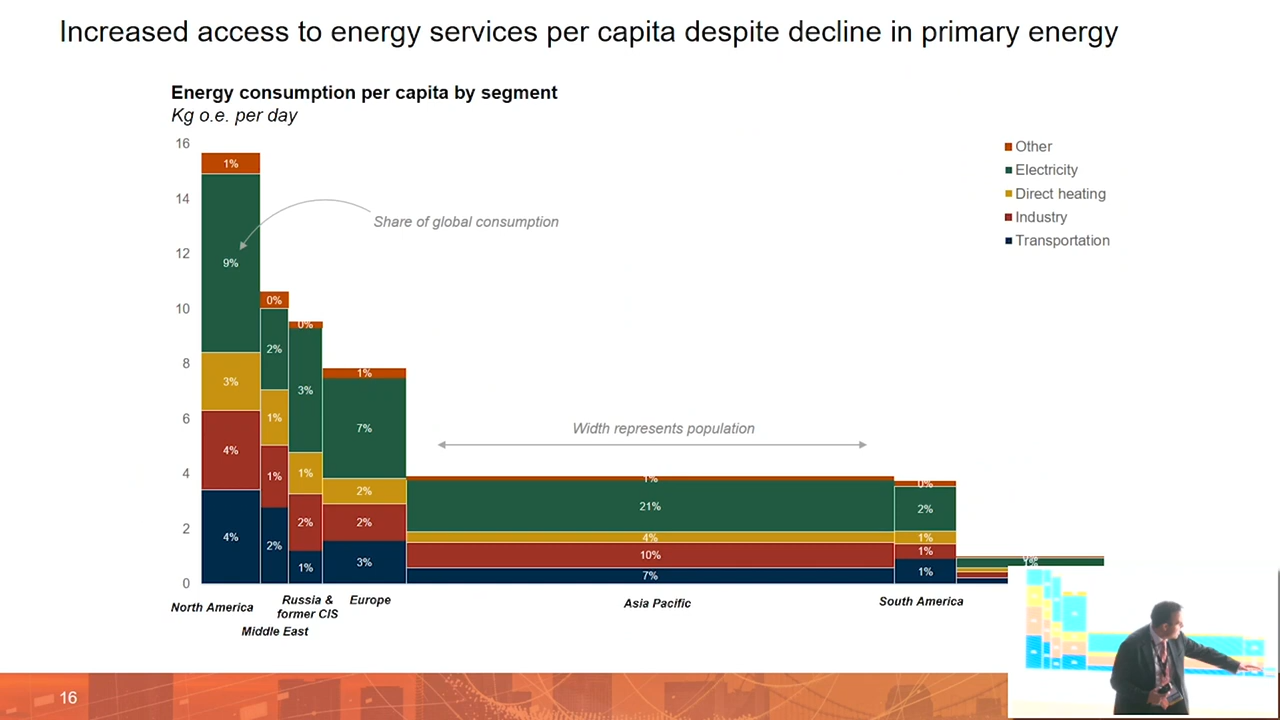 Increased access to energy services per capita despite decline in primary energy
Energy consumption per capita by segment
Kg o.e. per day
16
14
12
10
8
6
4
2
0
1%
9%
3%
4%
4%
0%
2%
1%
1%
2%
0%
3%
1%
2%
1%
1%
7%
2%
2%
3%
1%
21%
4%
10%
7%
0%
2%
1%
1%
1%
1%
Share of global consumption
Width represents population
Other
Electricity
Direct heating
Industry
Transportation
North America
Middle East
Russia &
former CIS
Europe
Asia Pacific
South America
16